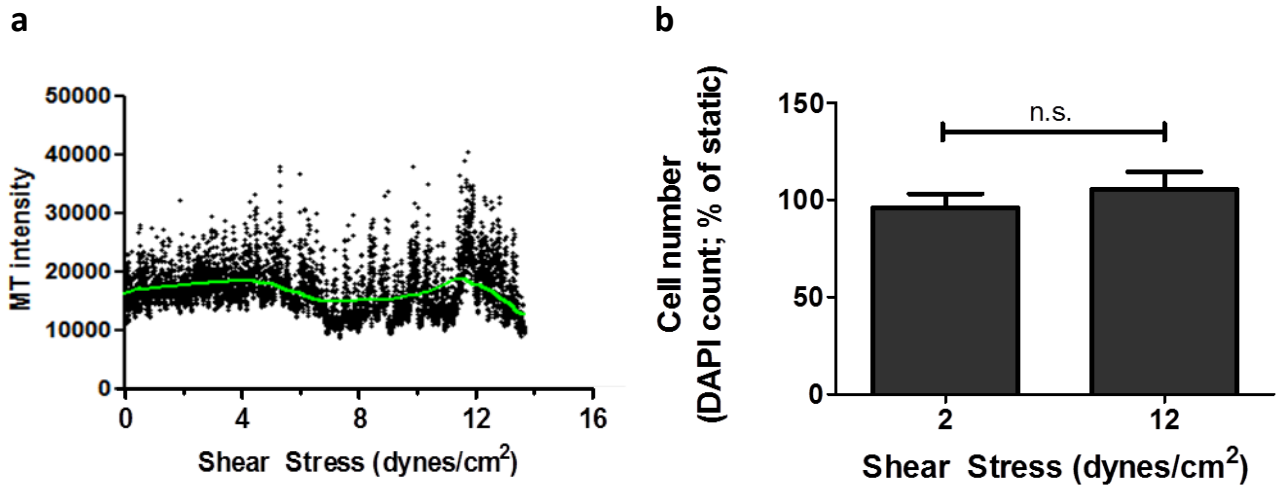 a
50000
40000
30000
20000
10000
0
MT intensity
0 4 8 12 16
Shear Stress (dynes/cm²)
b
150
100
50
0
Cell number
(DAPI count; % of static)
n.s.
2 12
Shear Stress (dynes/cm²)